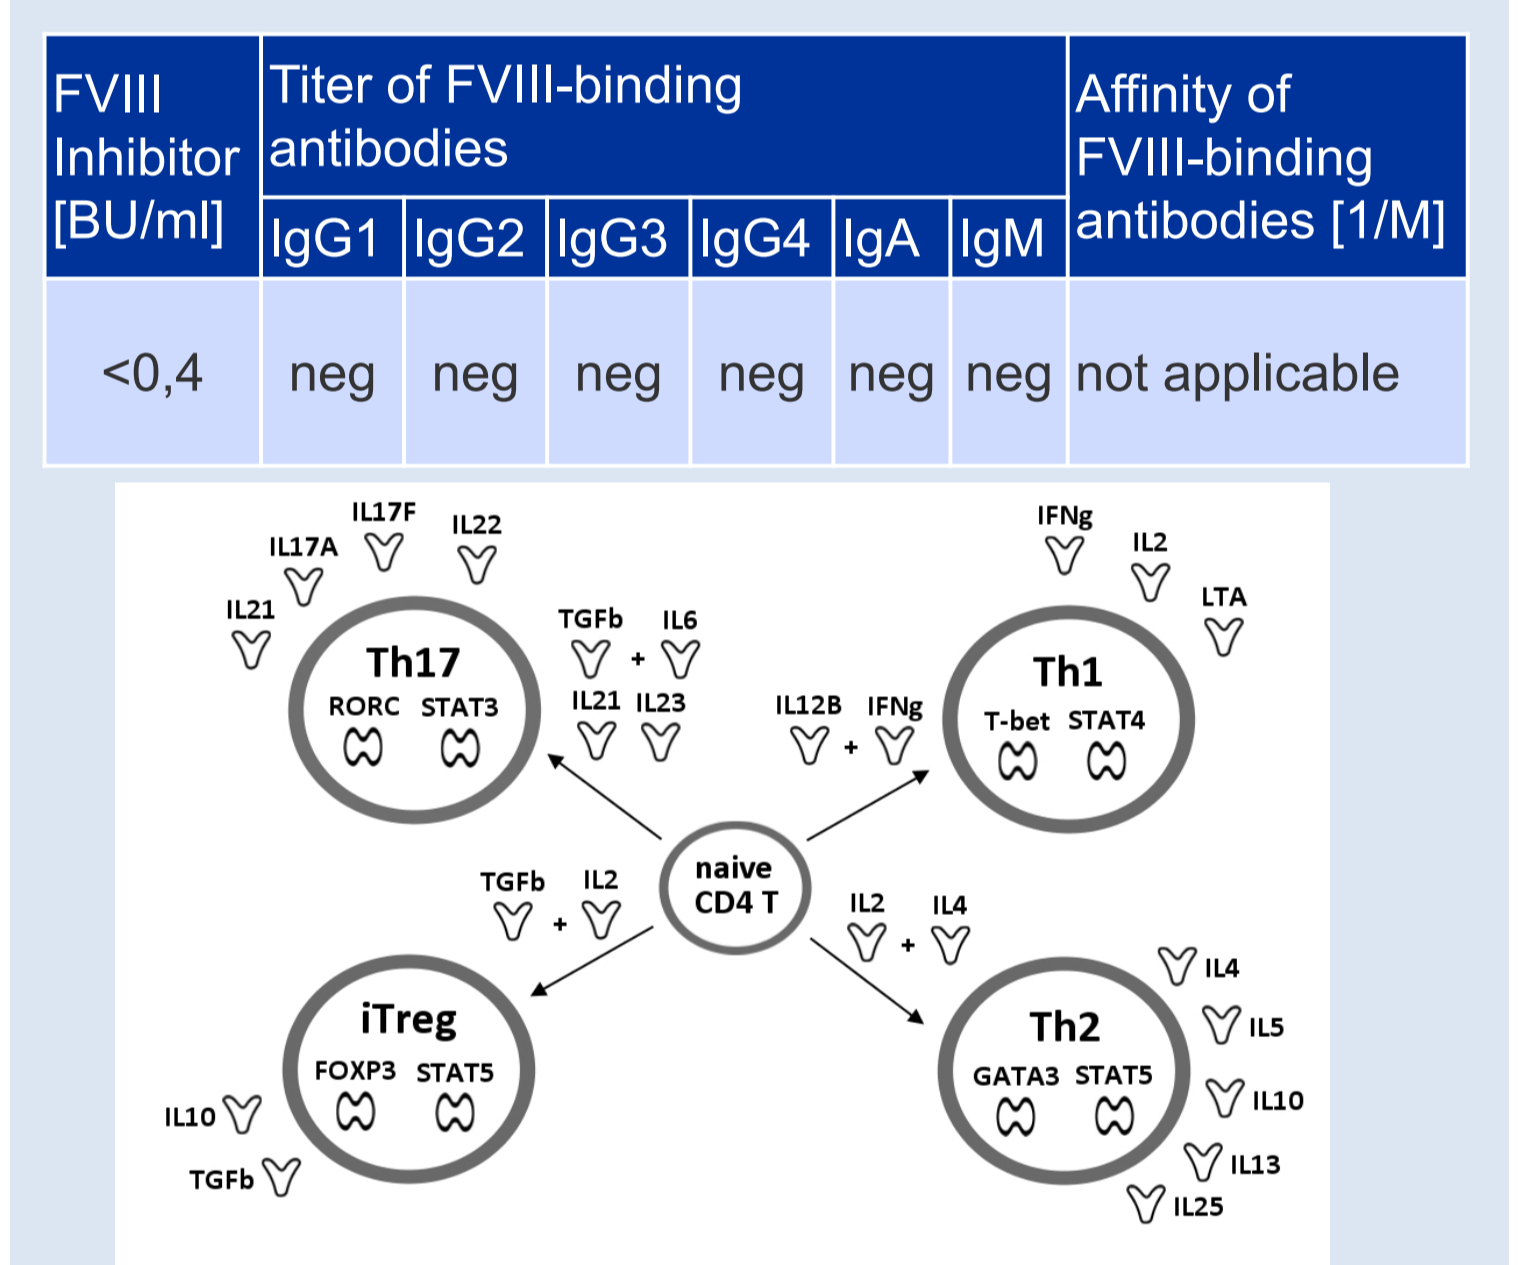 FVIII
Inhibitor
[BU/ml]
Titer of FVIII-binding
antibodies
Affinity of
FVIII-binding
antibodies [1/M]
IgG1 IgG2 IgG3 IgG4 IgA IgM
<0,4 neg neg neg neg neg neg not applicable
IL17F
IL22
IL17A
IL21
Th17
RORC STAT3
TGFb + IL6
IL21 IL23
IFNg
IL2
LTA
Th1
T-bet STAT4
IL12B + IFNg
naive
CD4 T
TGFb + IL2
IL2 + IL4
iTreg
FOXP3 STAT5
IL10
TGFb
Th2
GATA3 STAT5
IL4
IL5
IL10
IL13
IL25